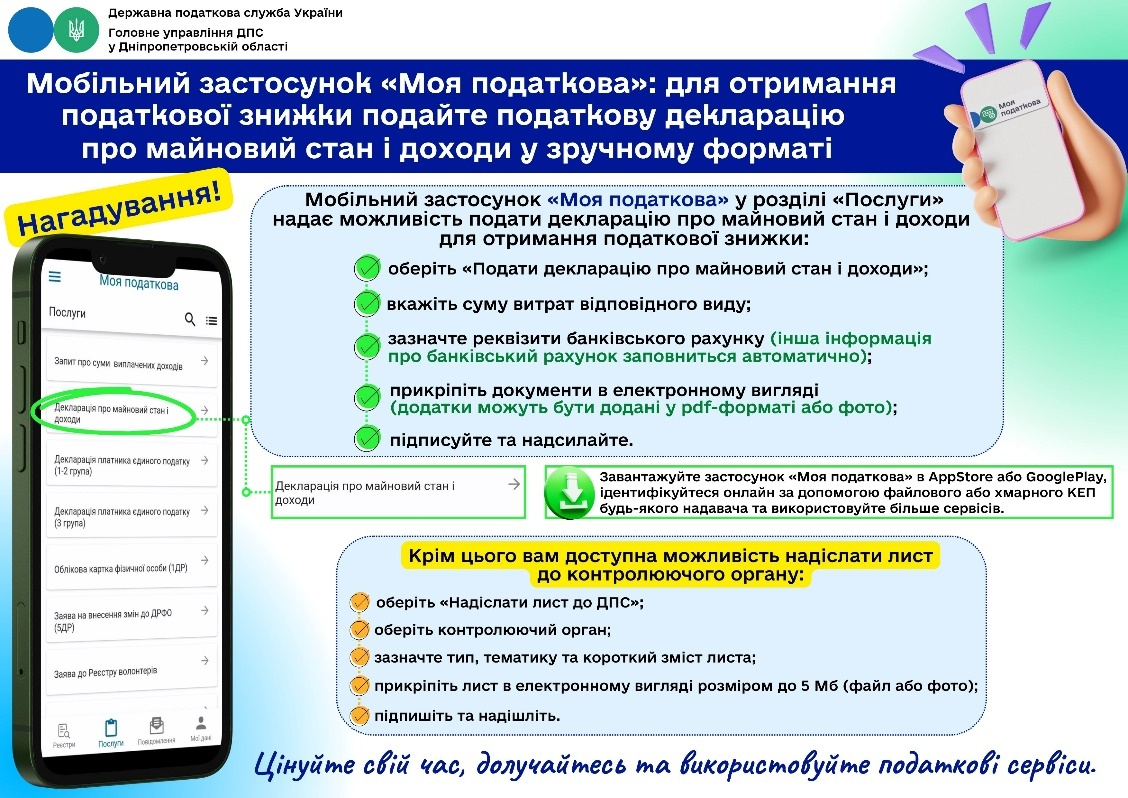 Державна податкова служба України
Головне управління ДПС
у Дніпропетровській області
Мобільний застосунок «Моя податкова»: для отримання
податкової знижки подайте податкову декларацію
про майновий стан і доходи у зручному форматі
Моя
податкова
Нагадування!
Мобільний застосунок «Моя податкова» у розділі «Послуги»
надає можливість подати декларацію про майновий стан і доходи
для отримання податкової знижки:
оберіть «Подати декларацію про майновий стан і доходи»;
вкажіть суму витрат відповідного виду;
зазначте реквізити банківського рахунку (інша інформація
про банківський рахунок заповниться автоматично);
прикріпіть документи в електронному вигляді
(додатки можуть бути додані у pdf-форматі або фото);
підписуйте та надсилайте.
Моя податкова
Послуги
Запит про суми виплачених доходів
Декларація про майновий стан і
доходи
Декларація платника єдиного податку
(1-2 група)
Декларація платника єдиного податку
(3 група)
Облікова картка фізичної особи (1ДР)
Заява на внесення змін до ДРФО
(5ДР)
Заява до Реєстру волонтерів
Реєстри
Послуги
Повідомлення
Мої дані
Декларація про майновий стан і
доходи
Завантажуйте застосунок «Моя податкова» в AppStore або GooglePlay,
ідентифікуйтеся онлайн за допомогою файлового або хмарного КЕП
будь-якого надавача та використовуйте більше сервісів.
Крім цього вам доступна можливість надіслати лист
до контролюючого органу:
оберіть «Надіслати лист до ДПС»;
оберіть контролюючий орган;
зазначте тип, тематику та короткий зміст листа;
прикріпіть лист в електронному вигляді розміром до 5 Мб (файл або фото);
підпишіть та надішліть.
Цінуйте свій час, долучайтесь та використовуйте податкові сервіси.